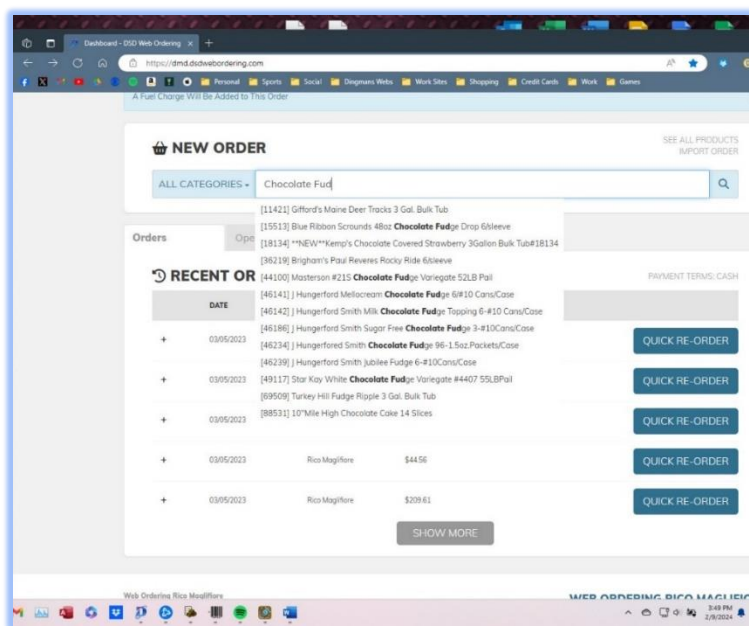 Dashboard - DSD Web Ordering
https://dmd.dsdwebordering.com
Personal Sports Social Dingmans Webs Work Sites Shopping Credit Cards Work Games
A Fuel Charge Will Be Added to This Order
NEW ORDER
SEE ALL PRODUCTS
IMPORT ORDER
ALL CATEGORIES
Chocolate Fud
[11421] Gifford's Maine Deer Tracks 3 Gal. Bulk Tub
[15513] Blue Ribbon Scrounds 48oz Chocolate Fudge Drop 6/sleeve
[18134] **NEW**Kemp's Chocolate Covered Strawberry 3Gallon Bulk Tub#18134
[36219] Brigham's Paul Reveres Rocky Ride 6/sleeve
[44100] Masterson #215 Chocolate Fudge Variegate 52LB Pail
[46141] J Hungerford Mellocream Chocolate Fudge 6/#10 Cans/Case
[46142] J Hungerford Smith Milk Chocolate Fudge Topping 6-#10 Cans/Case
[46186] J Hungerford Smith Sugar Free Chocolate Fudge 3-#10Cans/Case
[46234] J Hungerfored Smith Chocolate Fudge 96-1.5oz.Packets/Case
[46239] J Hungerford Smith Jubilee Fudge 6-#10Cans/Case
[49117] Star Kay White Chocolate Fudge Variegate #4407 55LBPail
[69509] Turkey Hill Fudge Ripple 3 Gal. Bulk Tub
[88531] 10"Mile High Chocolate Cake 14 Slices
Orders Ope
RECENT OR
PAYMENT TERMS: CASH
DATE
03/05/2023 QUICK RE-ORDER
03/05/2023 QUICK RE-ORDER
03/05/2023 QUICK RE-ORDER
03/05/2023 Rico Magliflore $44.56 QUICK RE-ORDER
03/05/2023 Rico Magliflore $209.61 QUICK RE-ORDER
SHOW MORE
Web Ordering Rico Magliflore
WEB ORDERING RICO MAGLIFIO
3:49 PM
2/9/2024